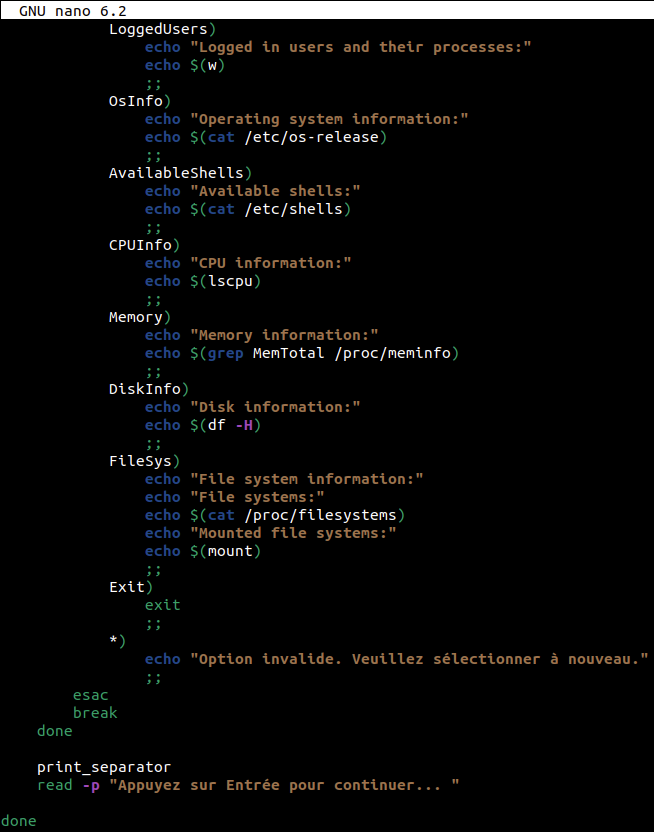 GNU nano 6.2
LoggedUsers)
echo "Logged in users and their processes:"
echo $(w)
;;
OsInfo)
echo "Operating system information:"
echo $(cat /etc/os-release)
;;
AvailableShells)
echo "Available shells:"
echo $(cat /etc/shells)
;;
CPUInfo)
echo "CPU information:"
echo $(lscpu)
;;
Memory)
echo "Memory information:"
echo $(grep MemTotal /proc/meminfo)
;;
DiskInfo)
echo "Disk information:"
echo $(df -H)
;;
FileSys)
echo "File system information:"
echo "File systems:"
echo $(cat /proc/filesystems)
echo "Mounted file systems:"
echo $(mount)
;;
Exit)
exit
;;
*)
echo "Option invalide. Veuillez sélectionner à nouveau."
;;
esac
break
done
print_separator
read -p "Appuyez sur Entrée pour continuer... "
done